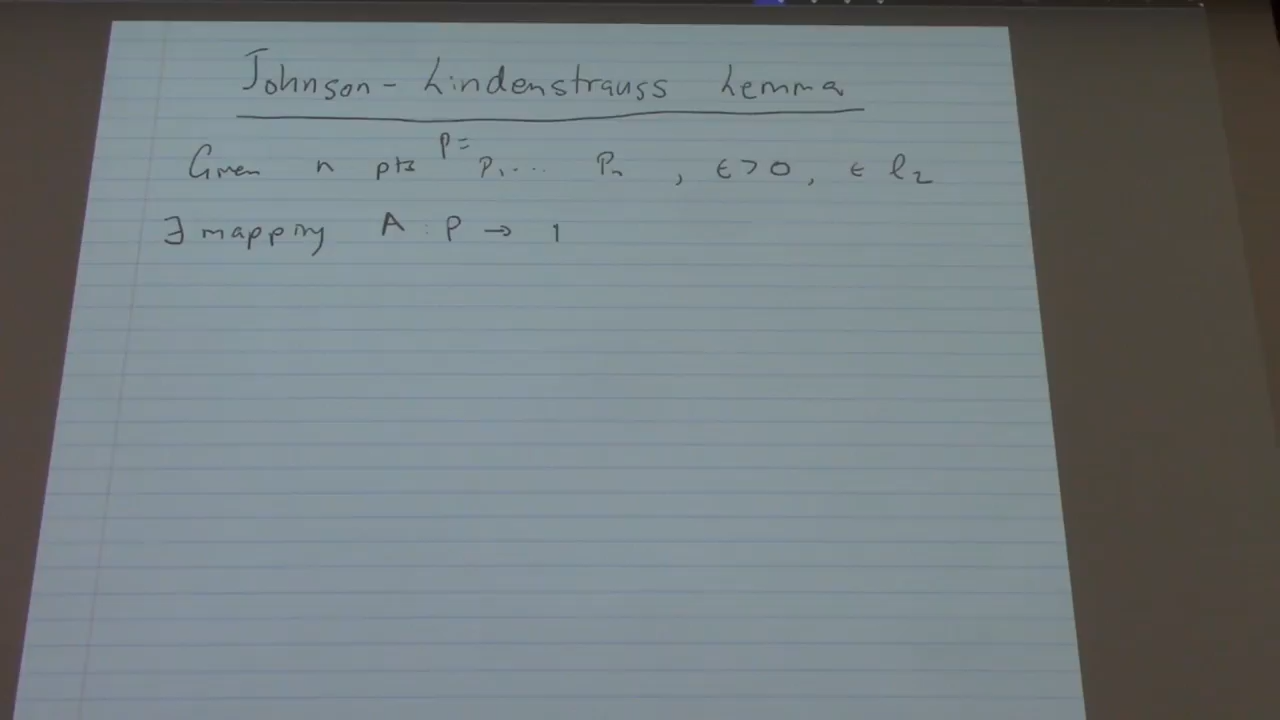 Johnson - Lindenstrauss Lemma
Given n pts P = p1 ... pn , ε > 0 , ∈ ℓ2
∃ mapping A : P → 1